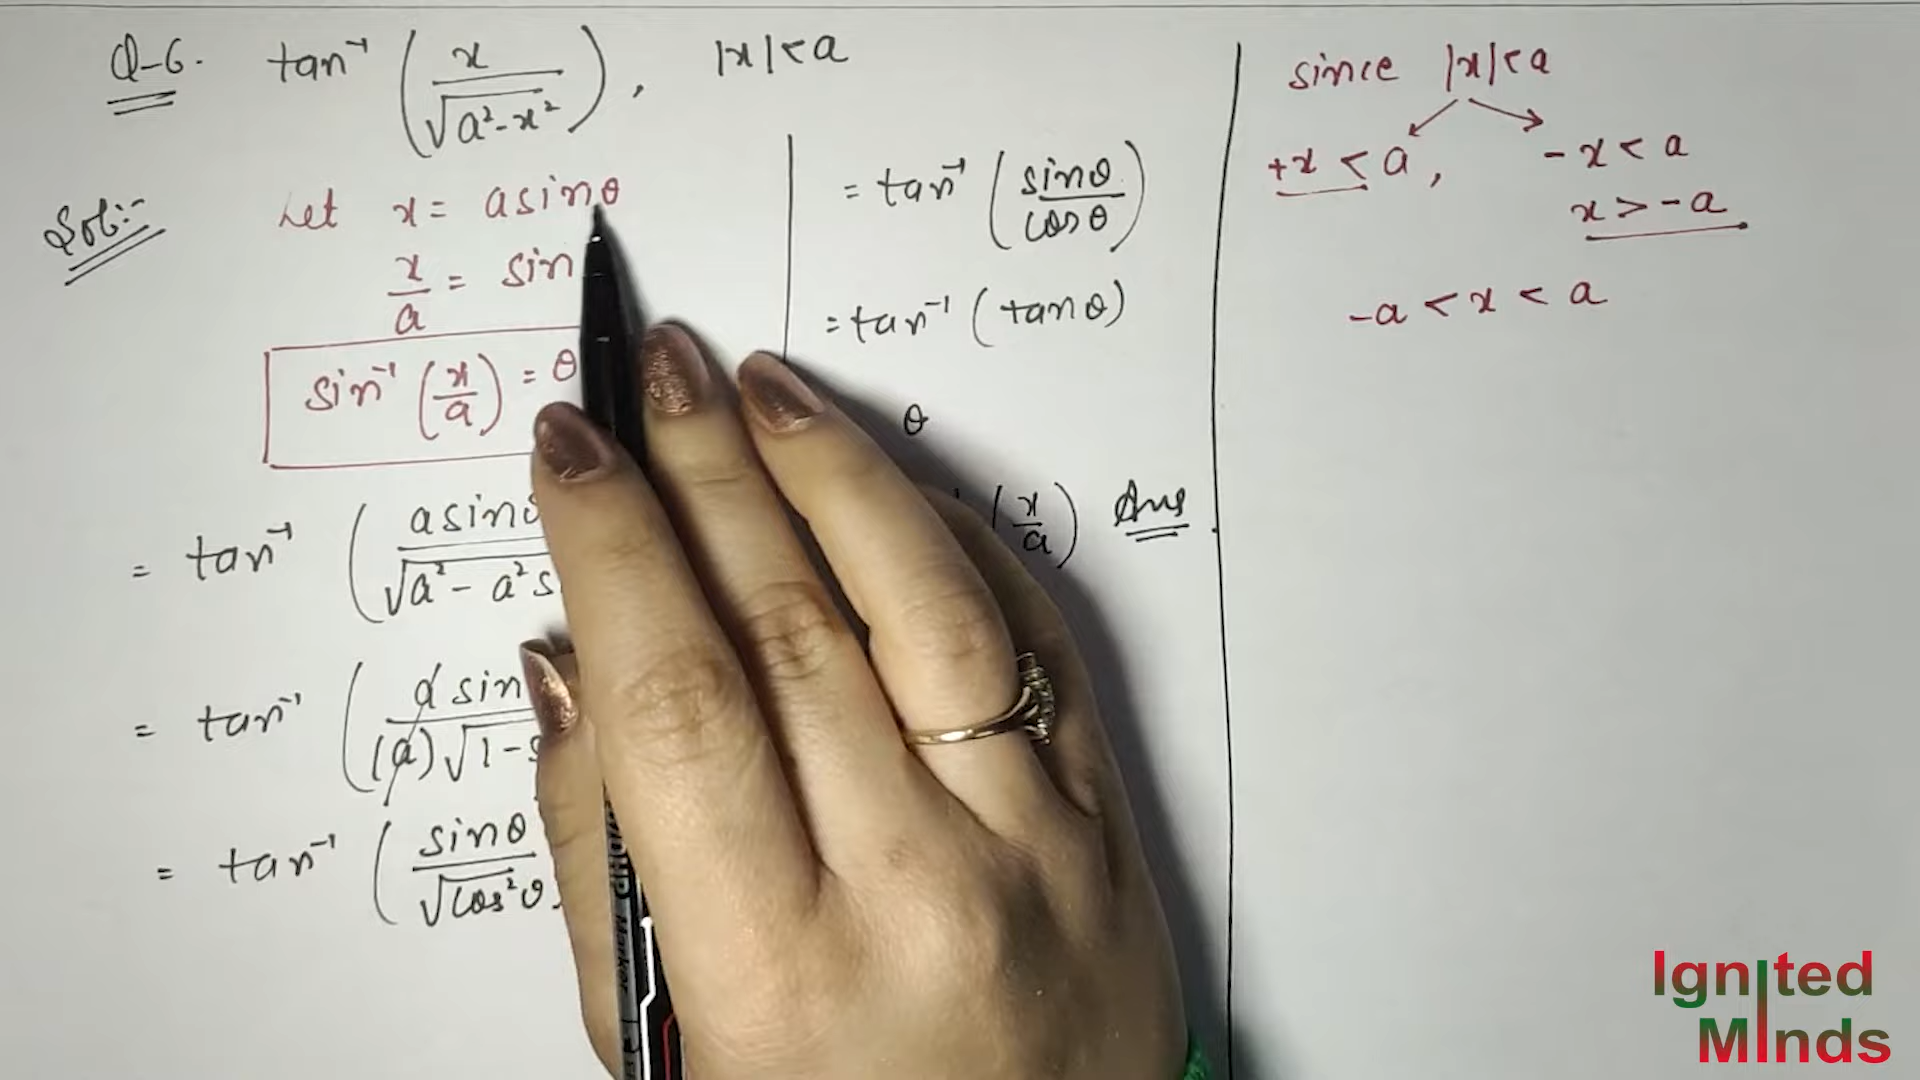 Q-6. tan⁻¹ (x / √(a² - x²)), |x| < a
Sol:-
Let x = a sinθ
x/a = sin
sin⁻¹ (x/a) = θ
= tan⁻¹ (a sinθ / √(a² - a² s
= tan⁻¹ (a sin / (a) √(1 - s
= tan⁻¹ (sinθ / √cos²θ
= tan⁻¹ (sinθ / cosθ)
= tan⁻¹ (tanθ)
θ
(x/a) Ans.
since |x| < a
+x < a, -x < a
x > -a
-a < x < a
Ignited
Minds